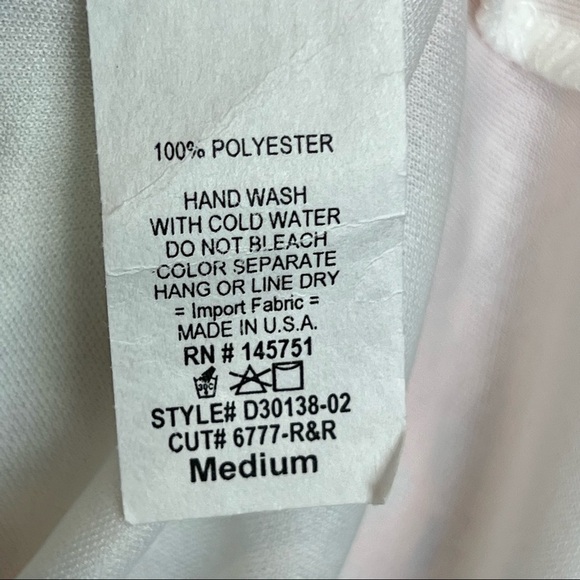 100% POLYESTER
HAND WASH
WITH COLD WATER
DO NOT BLEACH
COLOR SEPARATE
HANG OR LINE DRY
= Import Fabric =
MADE IN U.S.A.
RN # 145751
30C
STYLE# D30138-02
CUT# 6777-R&R
Medium